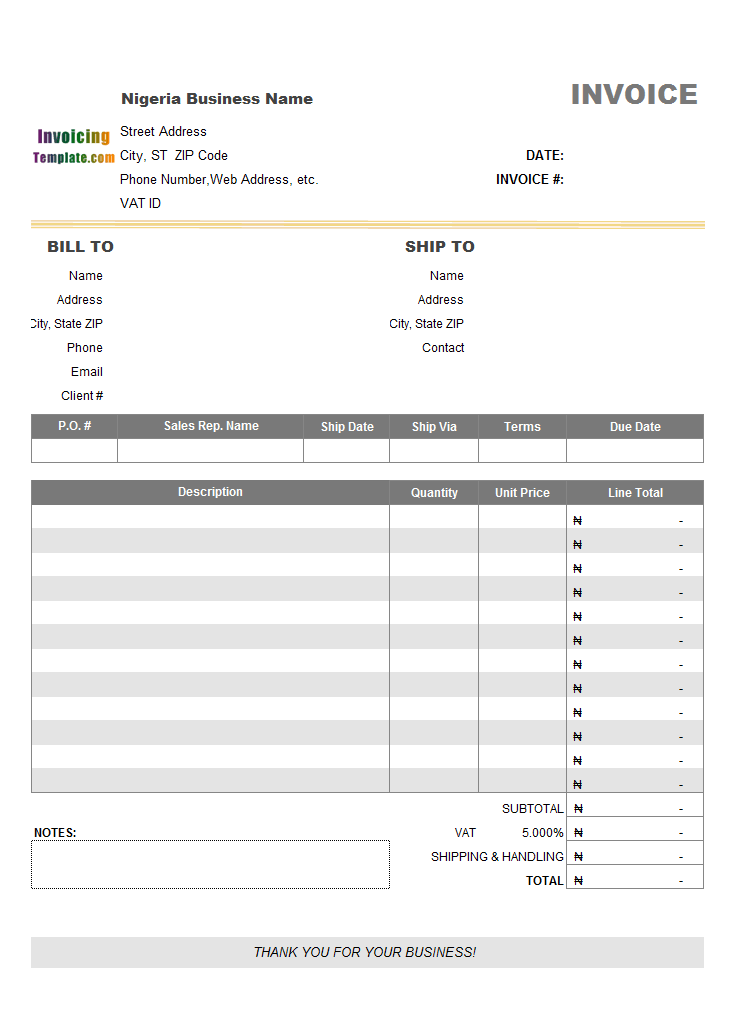 INVOICE
Nigeria Business Name
Invoicing
Template.com
Street Address
City, ST  ZIP Code
DATE:
Phone Number,Web Address, etc.
INVOICE #:
VAT ID
BILL TO
SHIP TO
Name
Name
Address
Address
City, State ZIP
City, State ZIP
Phone
Contact
Email
Client #
P.O. # Sales Rep. Name Ship Date Ship Via Terms Due Date
Description Quantity Unit Price Line Total
₦ -
₦ -
₦ -
₦ -
₦ -
₦ -
₦ -
₦ -
₦ -
₦ -
₦ -
₦ -
SUBTOTAL ₦ -
NOTES: VAT 5.000% ₦ -
SHIPPING & HANDLING ₦ -
TOTAL ₦ -
THANK YOU FOR YOUR BUSINESS!